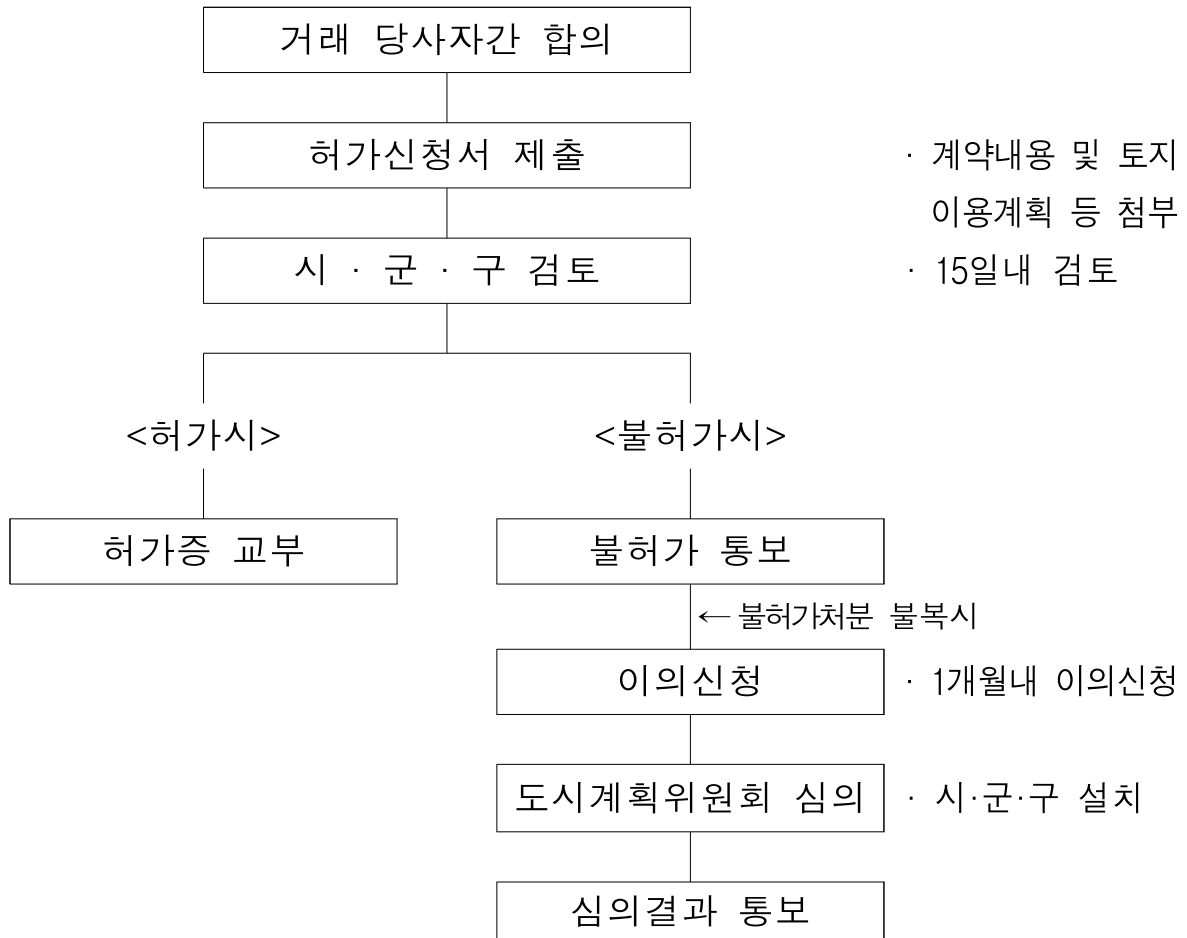 거래 당사자간 합의
허가신청서 제출
· 계약내용 및 토지
이용계획 등 첨부
시 · 군 · 구 검토
· 15일내 검토
<허가시>
<불허가시>
허가증 교부
불허가 통보
← 불허가처분 불복시
이의신청
· 1개월내 이의신청
도시계획위원회 심의
· 시·군·구 설치
심의결과 통보